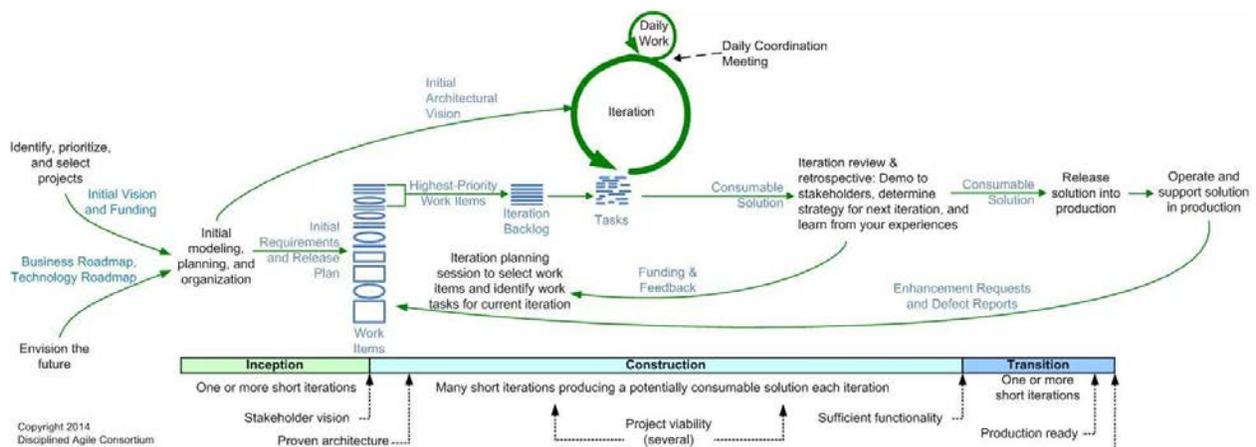 Daily
Work
Daily Coordination
Meeting
Initial
Architectural
Vision
Iteration
Identify, prioritize,
and select
projects
Initial Vision
and Funding
Business Roadmap,
Technology Roadmap
Envision the
future
Initial
modeling,
planning, and
organization
Initial
Requirements
and Release
Plan
Work
Items
Highest-Priority
Work Items
Iteration
Backlog
Tasks
Consumable
Solution
Iteration review &
retrospective: Demo to
stakeholders, determine
strategy for next iteration, and
learn from your experiences
Consumable
Solution
Release
solution into
production
Operate and
support solution
in production
Iteration planning
session to select work
items and identify work
tasks for current iteration
Funding &
Feedback
Enhancement Requests
and Defect Reports
Inception
Construction
Transition
One or more short iterations
Many short iterations producing a potentially consumable solution each iteration
One or more
short iterations
Stakeholder vision
Proven architecture
Project viability
(several)
Sufficient functionality
Production ready
Copyright 2014
Disciplined Agile Consortium